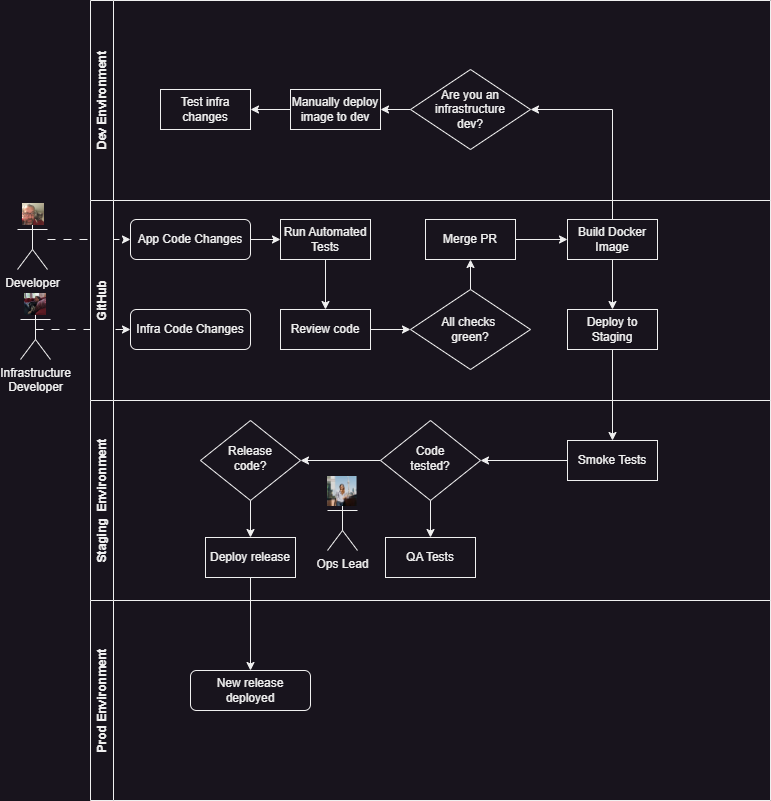 Dev Environment
Test infra
changes
Manually deploy
image to dev
Are you an
infrastructure
dev?
GitHub
Developer
App Code Changes
Run Automated
Tests
Merge PR
Build Docker
Image
Infrastructure
Developer
Infra Code Changes
Review code
All checks
green?
Deploy to
Staging
Staging Environment
Release
code?
Code
tested?
Smoke Tests
Deploy release
Ops Lead
QA Tests
Prod Environment
New release
deployed